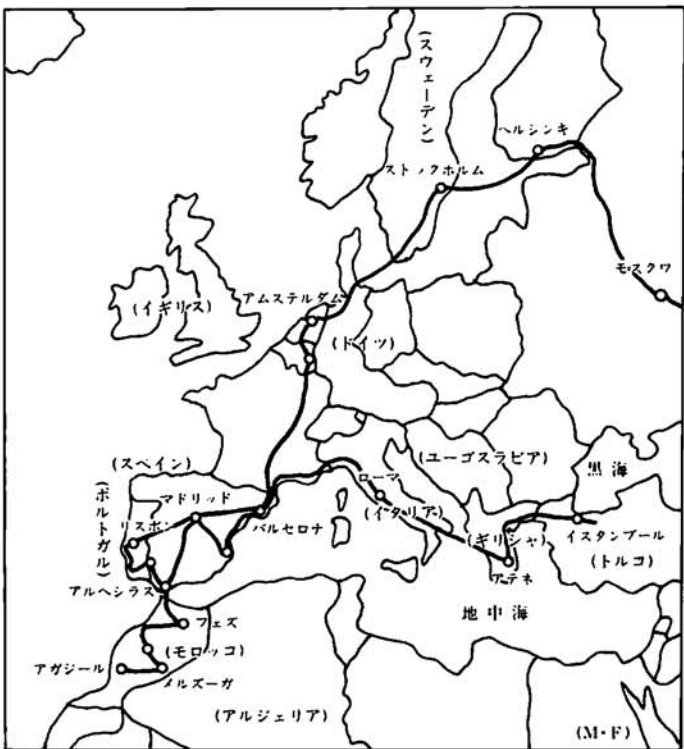 (スウェーデン)
ヘルシンキ
ストックホルム
モスクワ
(イギリス)
アムステルダム
(ドイツ)
(スペイン)
(ポルトガル)
マドリッド
リスボン
バルセロナ
ローマ
(イタリア)
(ユーゴスラビア)
黒海
(ギリシャ)
イスタンブール
(トルコ)
アテネ
アルヘシラス
地中海
フェズ
(モロッコ)
アガジール
メルズーガ
(アルジェリア)
(M・F)